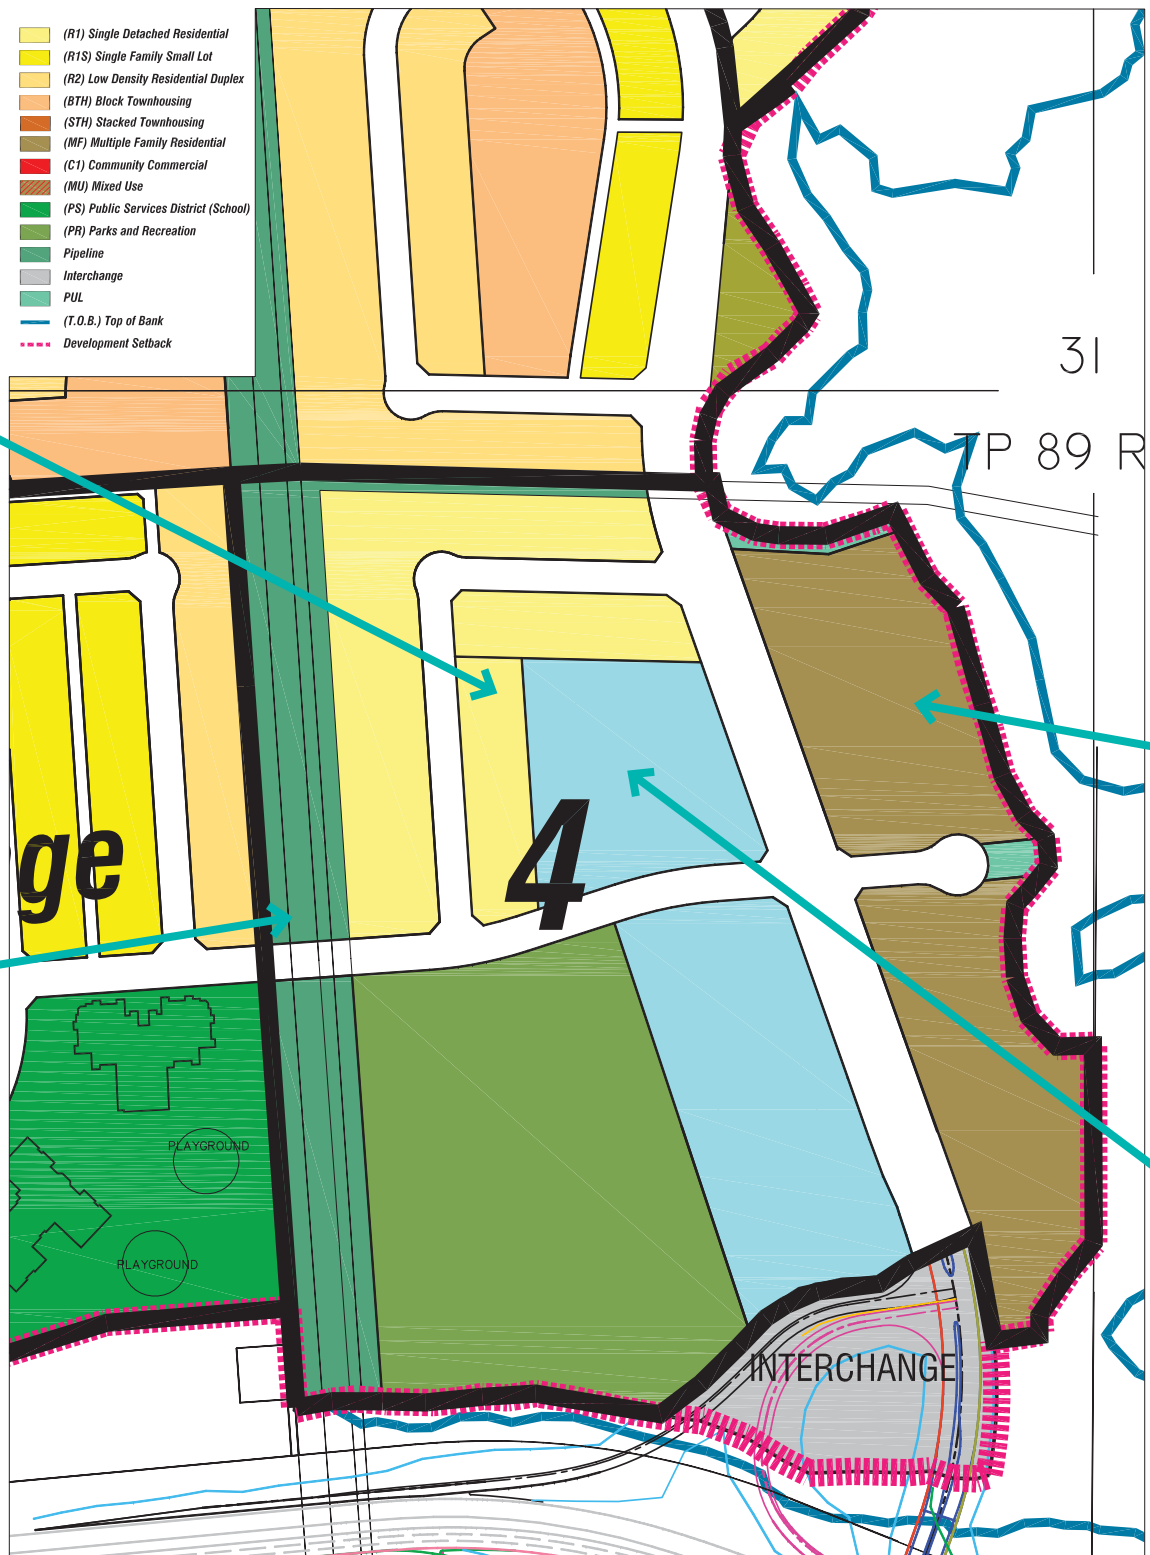 (R1) Single Detached Residential
(R1S) Single Family Small Lot
(R2) Low Density Residential Duplex
(BTH) Block Townhousing
(STH) Stacked Townhousing
(MF) Multiple Family Residential
(C1) Community Commercial
(MU) Mixed Use
(PS) Public Services District (School)
(PR) Parks and Recreation
Pipeline
Interchange
PUL
(T.O.B.) Top of Bank
Development Setback
31
TP 89 R
ge
4
PLAYGROUND
PLAYGROUND
INTERCHANGE